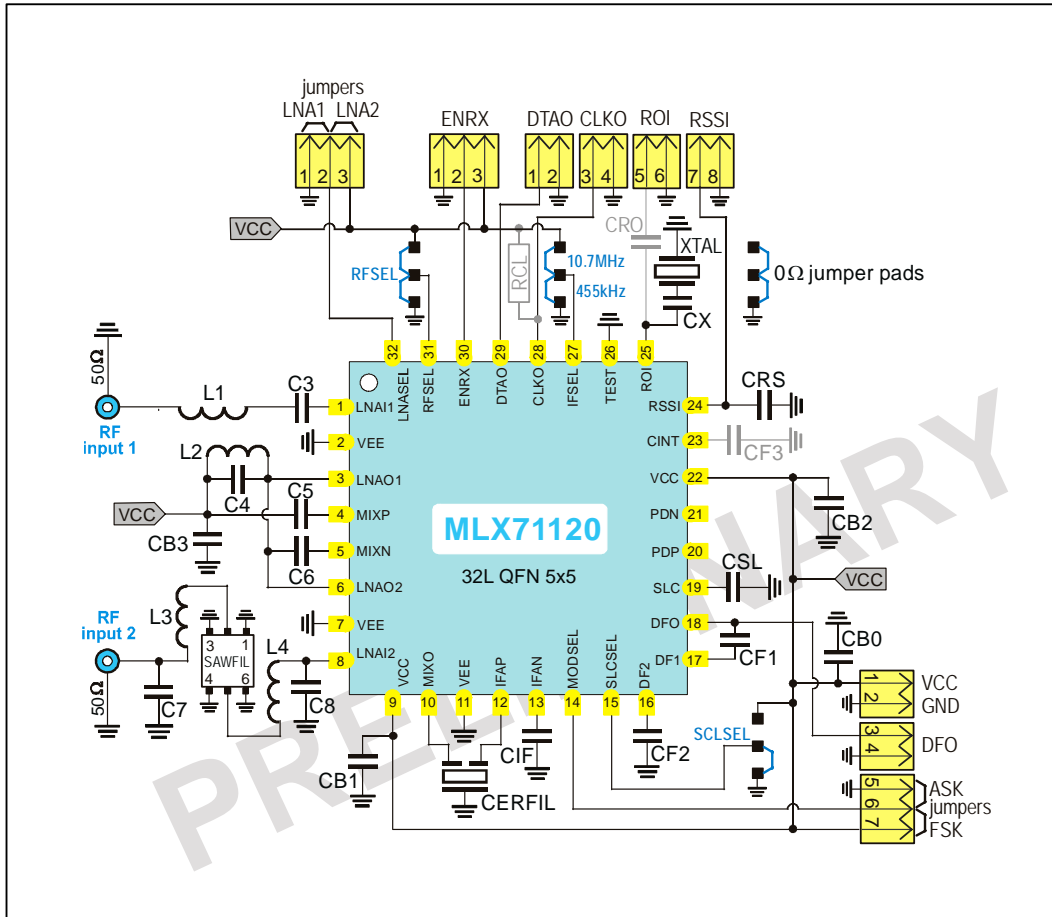 jumpers
LNA1 LNA2
ENRX
DTAO CLKO ROI RSSI
1 2 3
1 2 3
1 2
3 4
5 6
7 8
VCC
CRO
XTAL
RFSEL
RCL
10.7MHz
455kHz
0Ω jumper pads
CX
32 31 30 29 28 27 26 25
LNASEL RFSEL ENRX DTAO CLKO IFSEL TEST ROI
50Ω
RF
input 1
L1
C3
1 LNAI1
2 VEE
L2
C4
3 LNAO1
VCC
C5
4 MIXP
CB3
C6
5 MIXN
6 LNAO2
7 VEE
L3
RF
input 2
50Ω
C7
3 1
SAWFIL
4 6
L4
C8
8 LNAI2
MLX71120
32L QFN 5x5
RSSI 24
CRS
CINT 23
CF3
VCC 22
CB2
PDN 21
PDP 20
VCC
SLC 19
CSL
DFO 18
CF1
DF1 17
CB0
VCC MIXO VEE IFAP IFAN MODSEL SLCSEL DF2
9 10 11 12 13 14 15 16
CB1
CERFIL
CIF
CF2
SCLSEL
1 VCC
2 GND
3
4
DFO
5 ASK
6 jumpers
7 FSK
PRELIMINARY